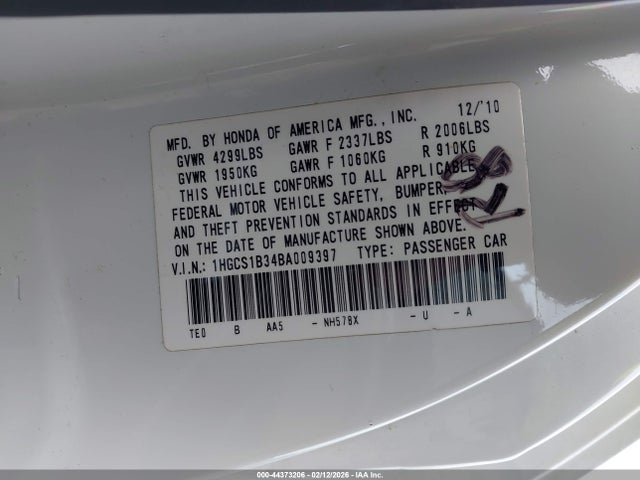 MFD. BY HONDA OF AMERICA MFG., INC. 12/'10
GVWR 4299LBS GAWR F 2337LBS R 2006LBS
GVWR 1950KG GAWR F 1060KG R 910KG
THIS VEHICLE CONFORMS TO ALL APPLICABLE
FEDERAL MOTOR VEHICLE SAFETY, BUMPER,
AND THEFT PREVENTION STANDARDS IN EFFECT
ON THE DATE OF MANUFACTURE SHOWN ABOVE.
V.I.N.: 1HGCS1B34BA009397 TYPE: PASSENGER CAR
TE0 B AA5 - NH578X - U - A
000-44373206 - 02/12/2026 - IAA Inc.